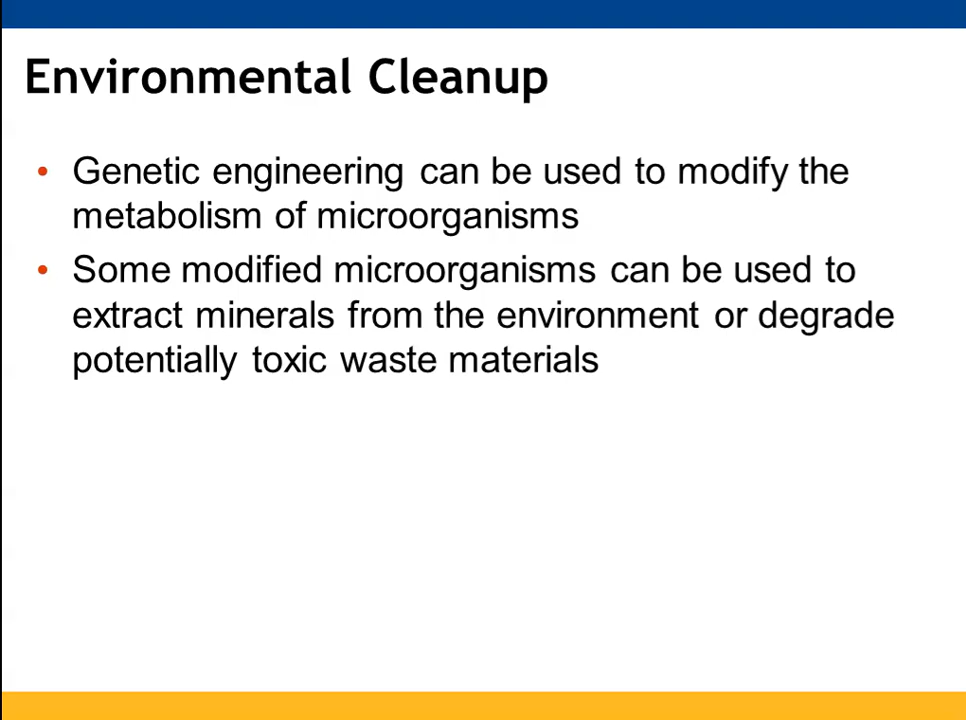 Environmental Cleanup
• Genetic engineering can be used to modify the
metabolism of microorganisms
• Some modified microorganisms can be used to
extract minerals from the environment or degrade
potentially toxic waste materials